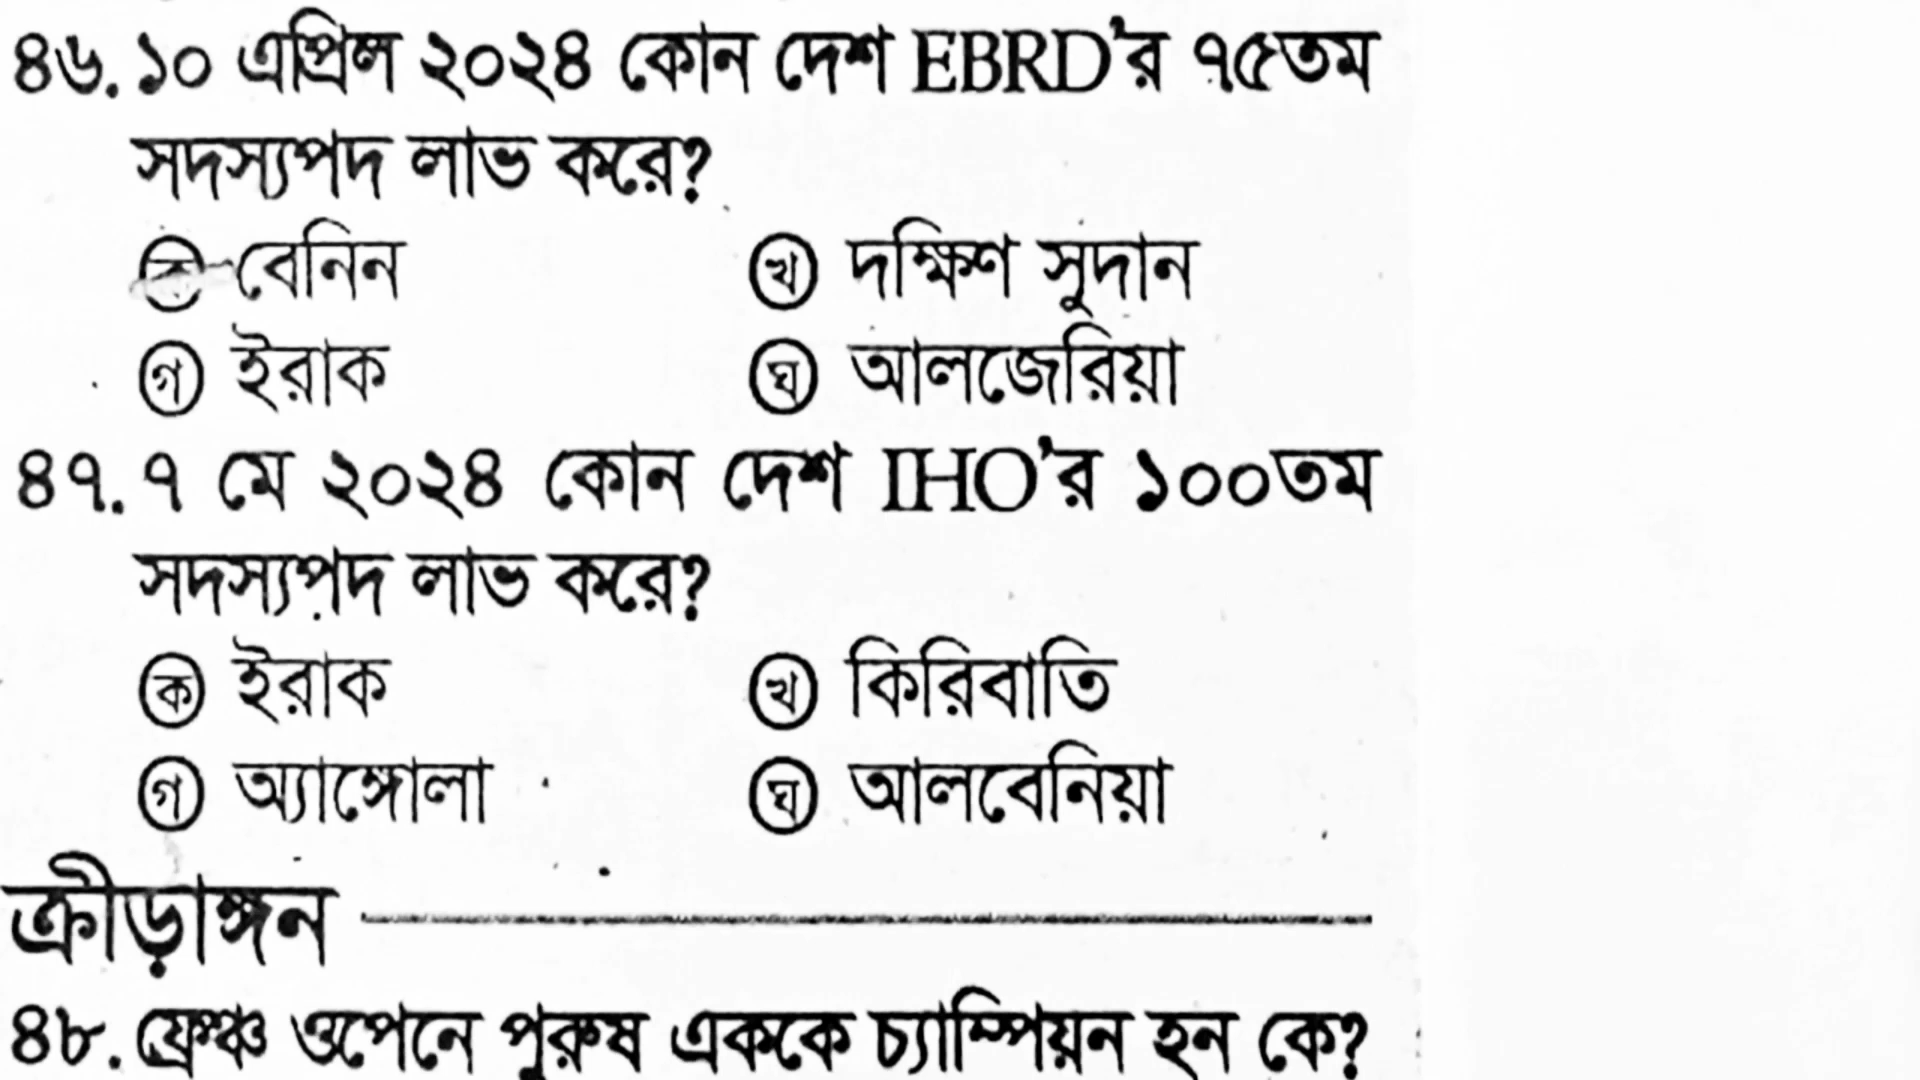 ৪৬. ১০ এপ্রিল ২০২৪ কোন দেশ EBRD'র ৭৫তম
সদস্যপদ লাভ করে?
ক বেনিন খ দক্ষিণ সুদান
গ ইরাক ঘ আলজেরিয়া
৪৭. ৭ মে ২০২৪ কোন দেশ IHO'র ১০০তম
সদস্যপদ লাভ করে?
ক ইরাক খ কিরিবাতি
গ অ্যাঙ্গোলা ঘ আলবেনিয়া
ক্রীড়াঙ্গন
৪৮. ফ্রেঞ্চ ওপেনে পুরুষ এককে চ্যাম্পিয়ন হন কে?